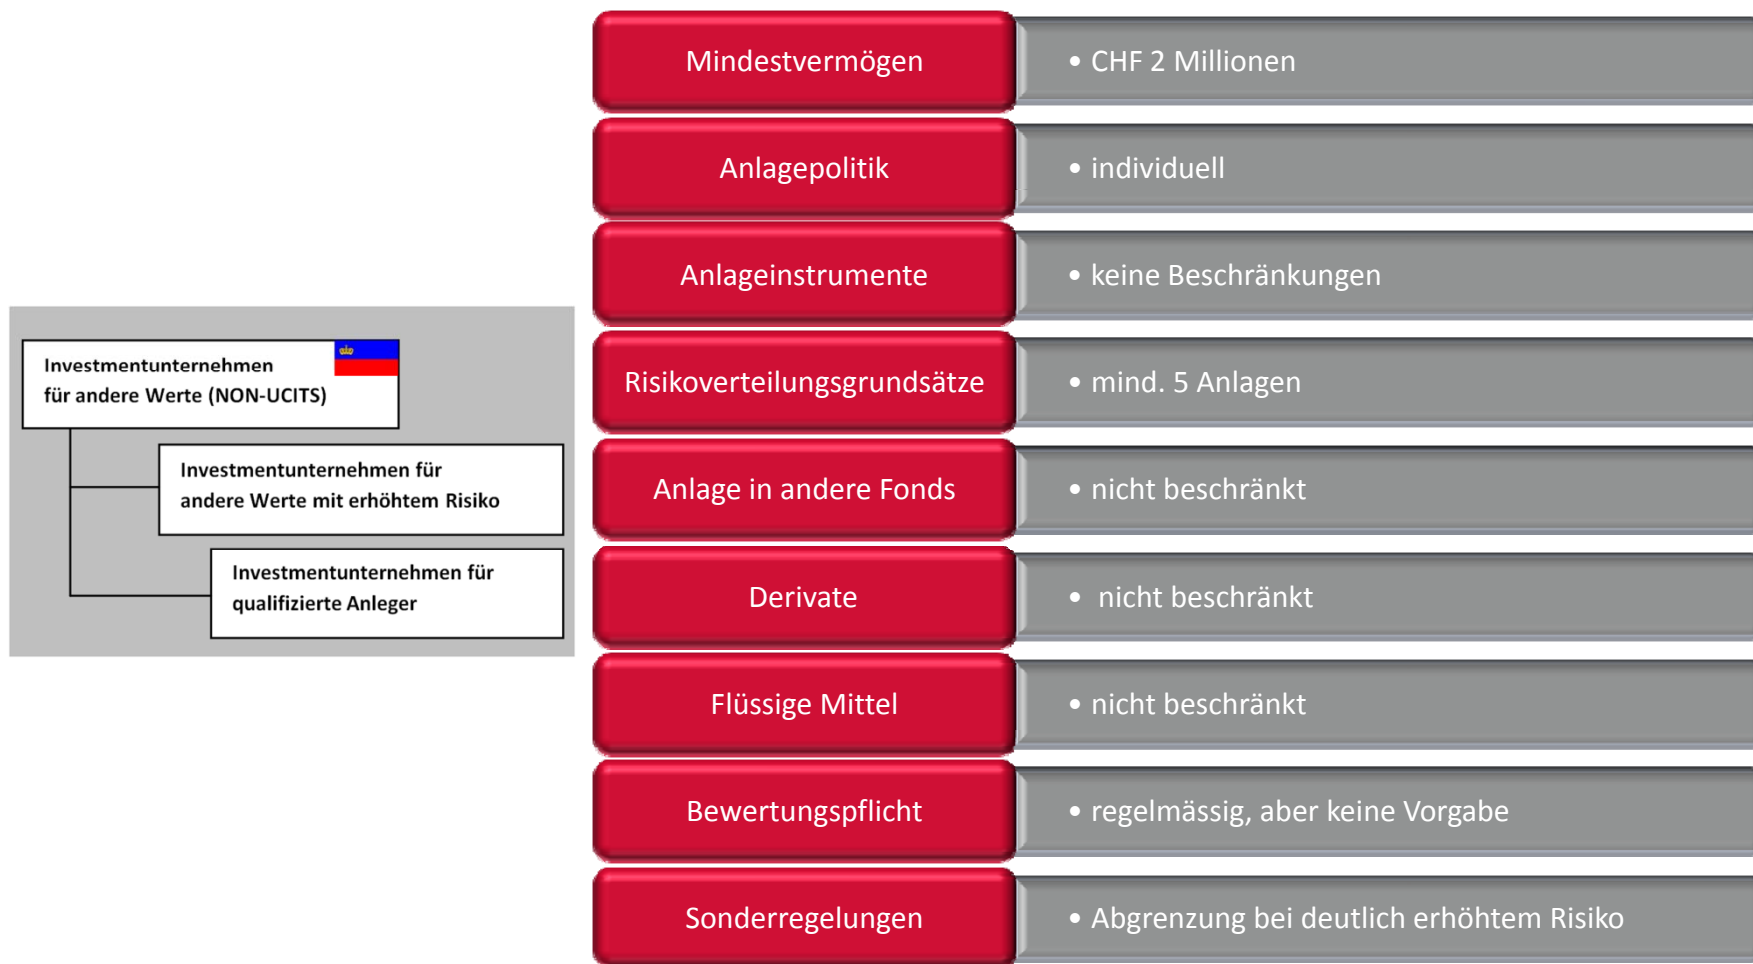 Investmentunternehmen
für andere Werte (NON-UCITS)
Investmentunternehmen für
andere Werte mit erhöhtem Risiko
Investmentunternehmen für
qualifizierte Anleger
Mindestvermögen
• CHF 2 Millionen
Anlagepolitik
• individuell
Anlageinstrumente
• keine Beschränkungen
Risikoverteilungsgrundsätze
• mind. 5 Anlagen
Anlage in andere Fonds
• nicht beschränkt
Derivate
• nicht beschränkt
Flüssige Mittel
• nicht beschränkt
Bewertungspflicht
• regelmässig, aber keine Vorgabe
Sonderregelungen
• Abgrenzung bei deutlich erhöhtem Risiko